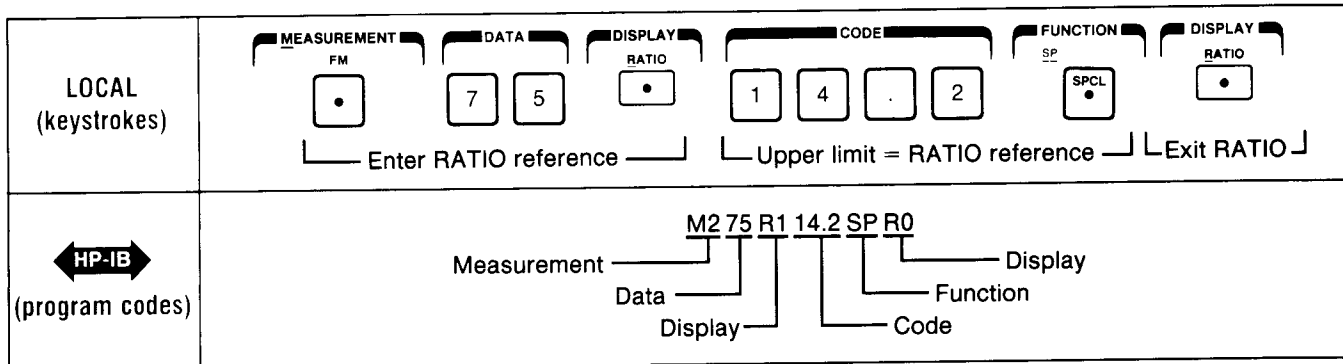 MEASUREMENT DATA DISPLAY CODE FUNCTION DISPLAY
FM RATIO SP RATIO
LOCAL
(keystrokes)
7 5 1 4 . 2 SPCL
Enter RATIO reference Upper limit = RATIO reference Exit RATIO
HP-IB
(program codes)
M2 75 R1 14.2 SP R0
Measurement Display
Data Function
Display Code